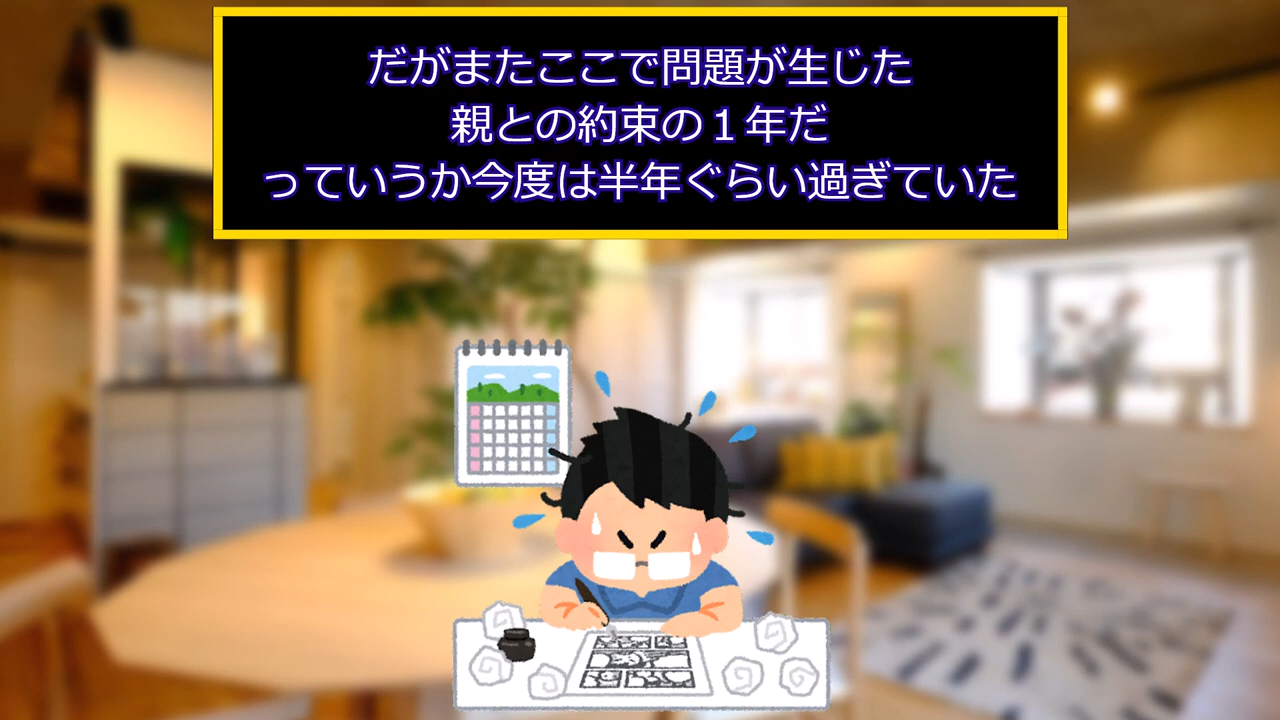 だがまたここで問題が生じた
親との約束の１年だ
っていうか今度は半年ぐらい過ぎていた